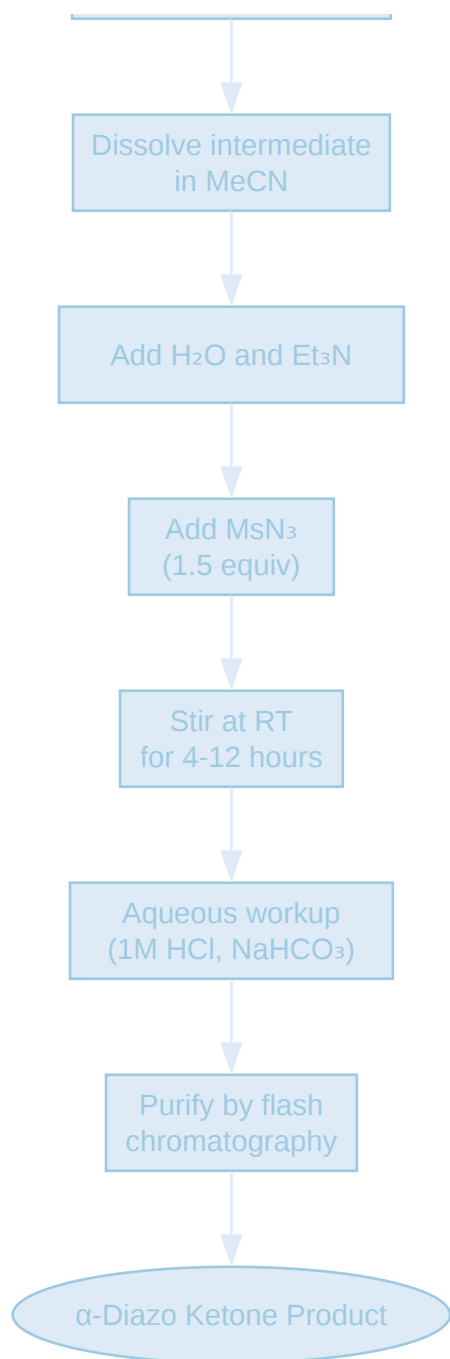 Dissolve intermediate
in MeCN
Add H₂O and Et₃N
Add MsN₃
(1.5 equiv)
Stir at RT
for 4-12 hours
Aqueous workup
(1M HCl, NaHCO₃)
Purify by flash
chromatography
α-Diazo Ketone Product